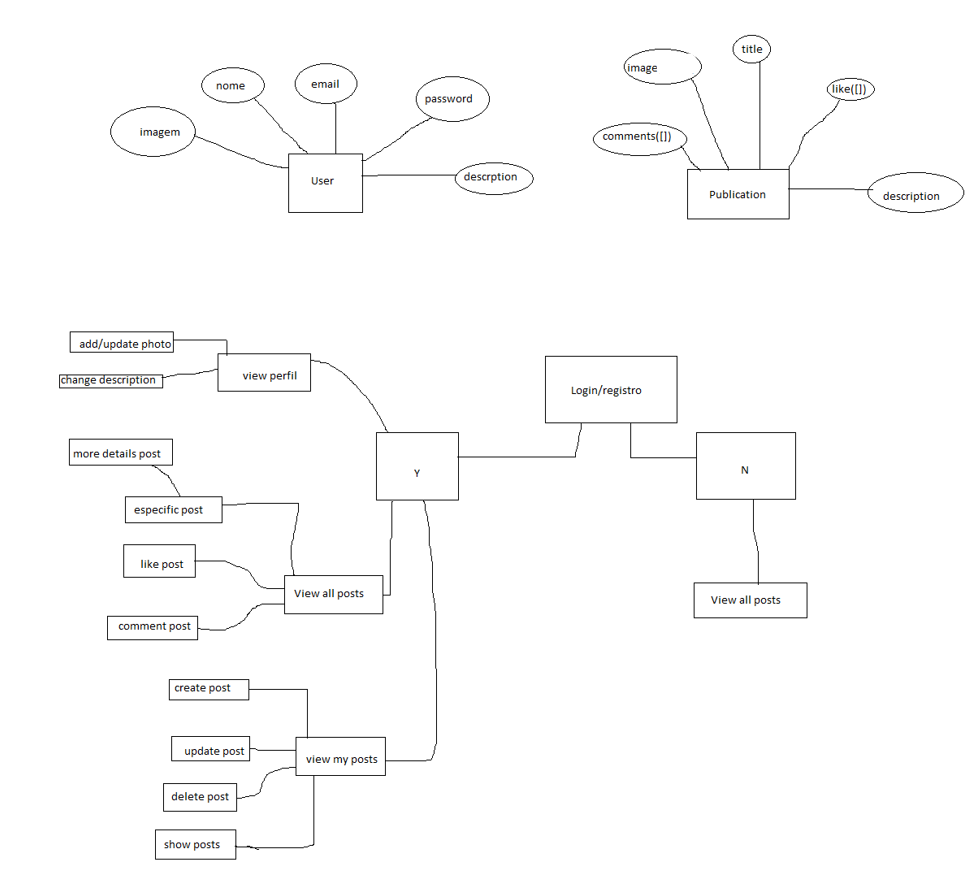 title
image
nome
email
like([])
password
imagem
comments([])
User
descrption
Publication
description
add/update photo
view perfil
change description
Login/registro
more details post
Y
N
especific post
like post
View all posts
View all posts
comment post
create post
update post
view my posts
delete post
show posts